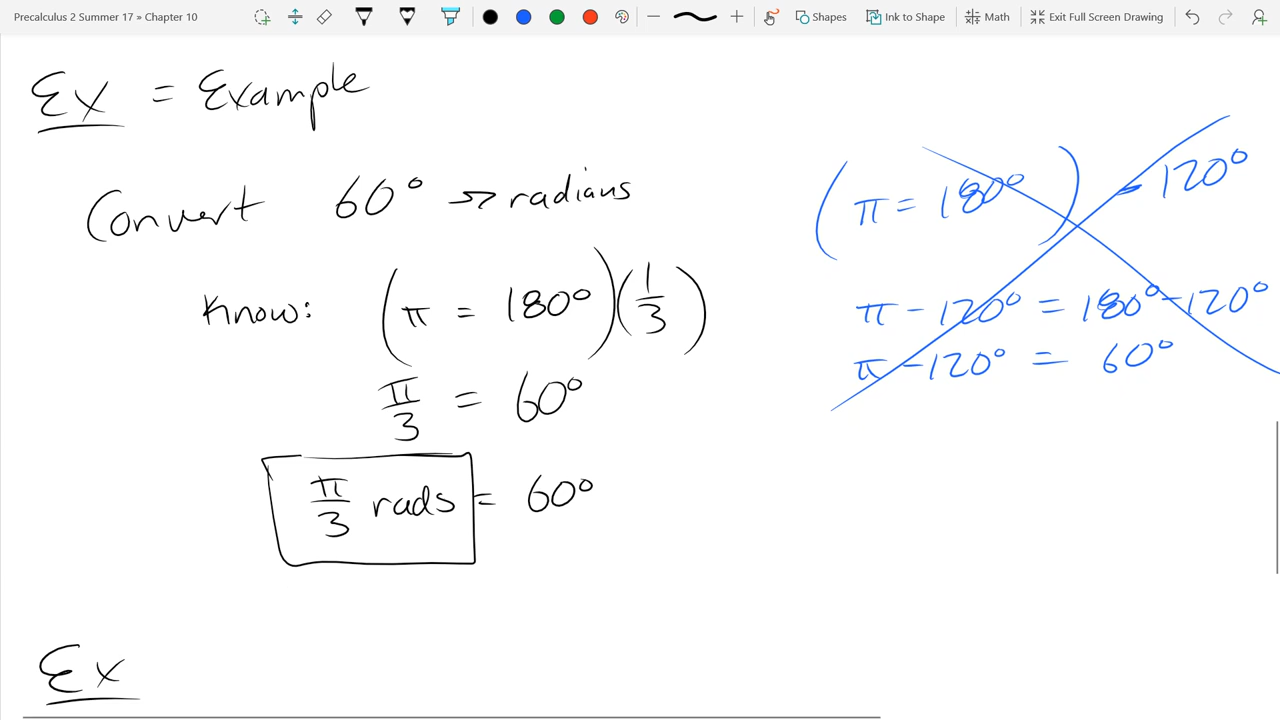 Precalculus 2 Summer 17 » Chapter 10
Shapes
Ink to Shape
Math
Exit Full Screen Drawing
Ex = Example
Convert 60° → radians
Know: (π = 180°)(1/3)
π/3 = 60°
π/3 rads = 60°
(π = 180°) - 120°
π - 120° = 180° - 120°
π - 120° = 60°
Ex